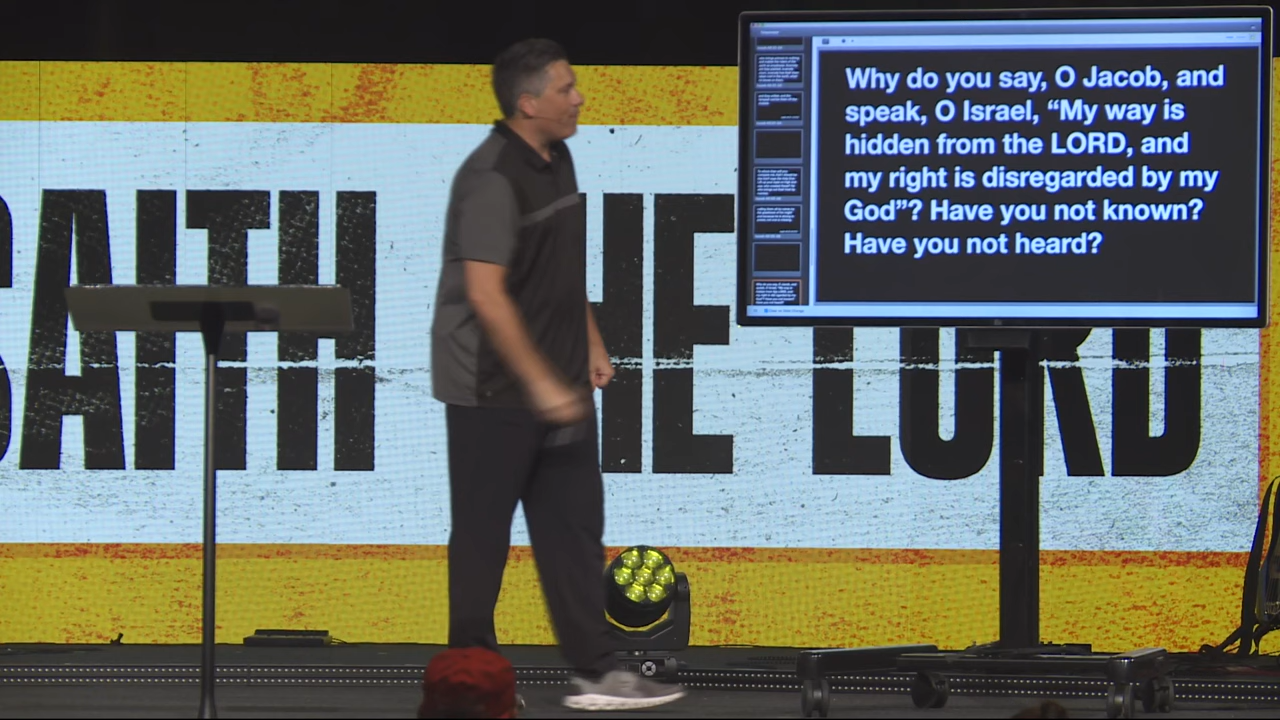 Why do you say, O Jacob, and
speak, O Israel, “My way is
hidden from the LORD, and
my right is disregarded by my
God”? Have you not known?
Have you not heard?
SAITH THE LORD